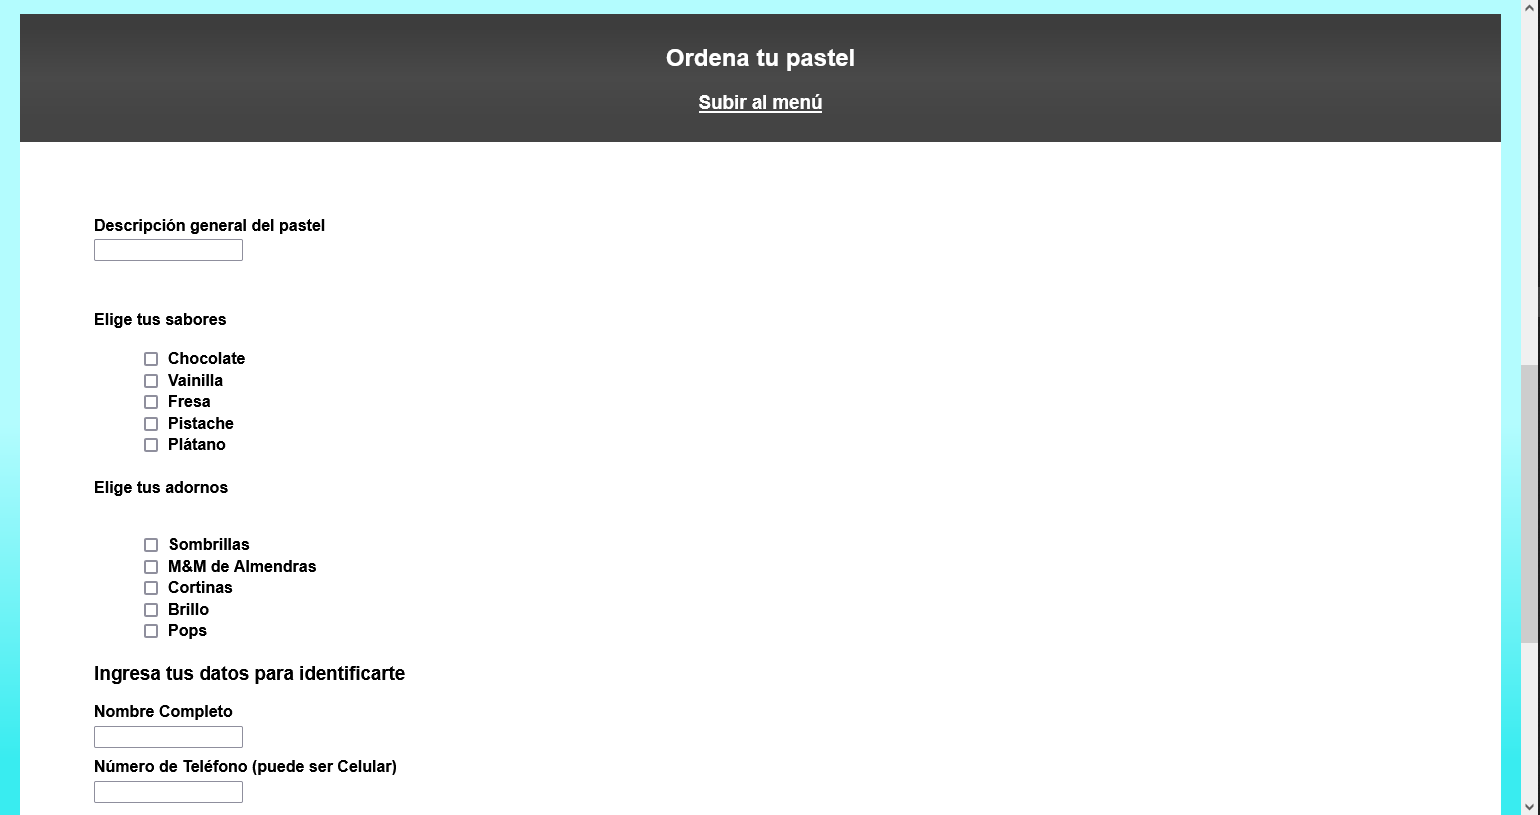 Ordena tu pastel
Subir al menú
Descripción general del pastel
Elige tus sabores
Chocolate
Vainilla
Fresa
Pistache
Plátano
Elige tus adornos
Sombrillas
M&M de Almendras
Cortinas
Brillo
Pops
Ingresa tus datos para identificarte
Nombre Completo
Número de Teléfono (puede ser Celular)